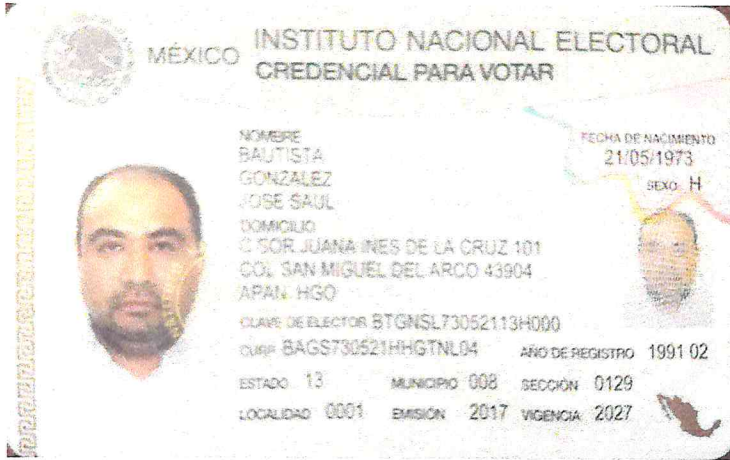 MÉXICO INSTITUTO NACIONAL ELECTORAL
CREDENCIAL PARA VOTAR
NOMBRE
BAUTISTA
GONZALEZ
JOSE SAUL
FECHA DE NACIMIENTO
21/05/1973
SEXO H
DOMICILIO
C SOR JUANA INES DE LA CRUZ 101
COL SAN MIGUEL DEL ARCO 43904
APAN, HGO
CLAVE DE ELECTOR BTGNSL73052113H000
CURP BAGS730521HHGTNL04 AÑO DE REGISTRO 1991 02
ESTADO 13 MUNICIPIO 008 SECCIÓN 0129
LOCALIDAD 0001 EMISIÓN 2017 VIGENCIA 2027